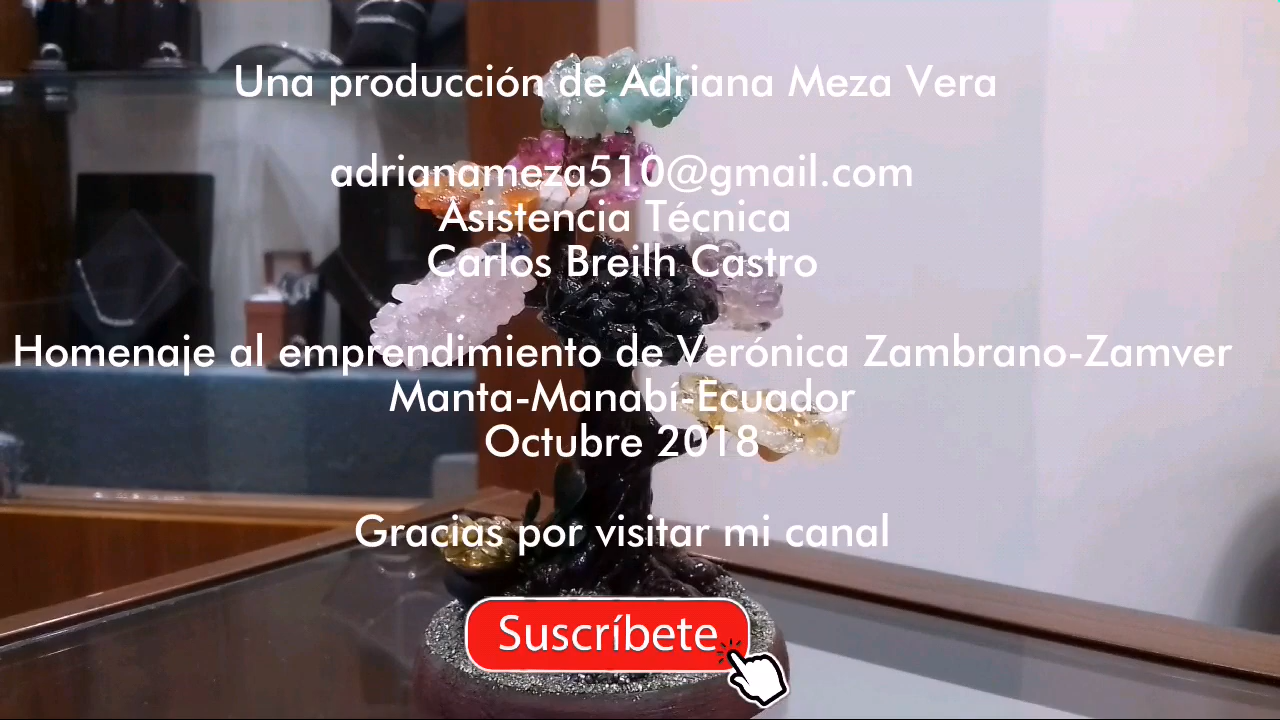 Una producción de Adriana Meza Vera
adrianameza510@gmail.com
Asistencia Técnica
Carlos Breilh Castro
Homenaje al emprendimiento de Verónica Zambrano-Zamver
Manta-Manabí-Ecuador
Octubre 2018
Gracias por visitar mi canal
Suscríbete